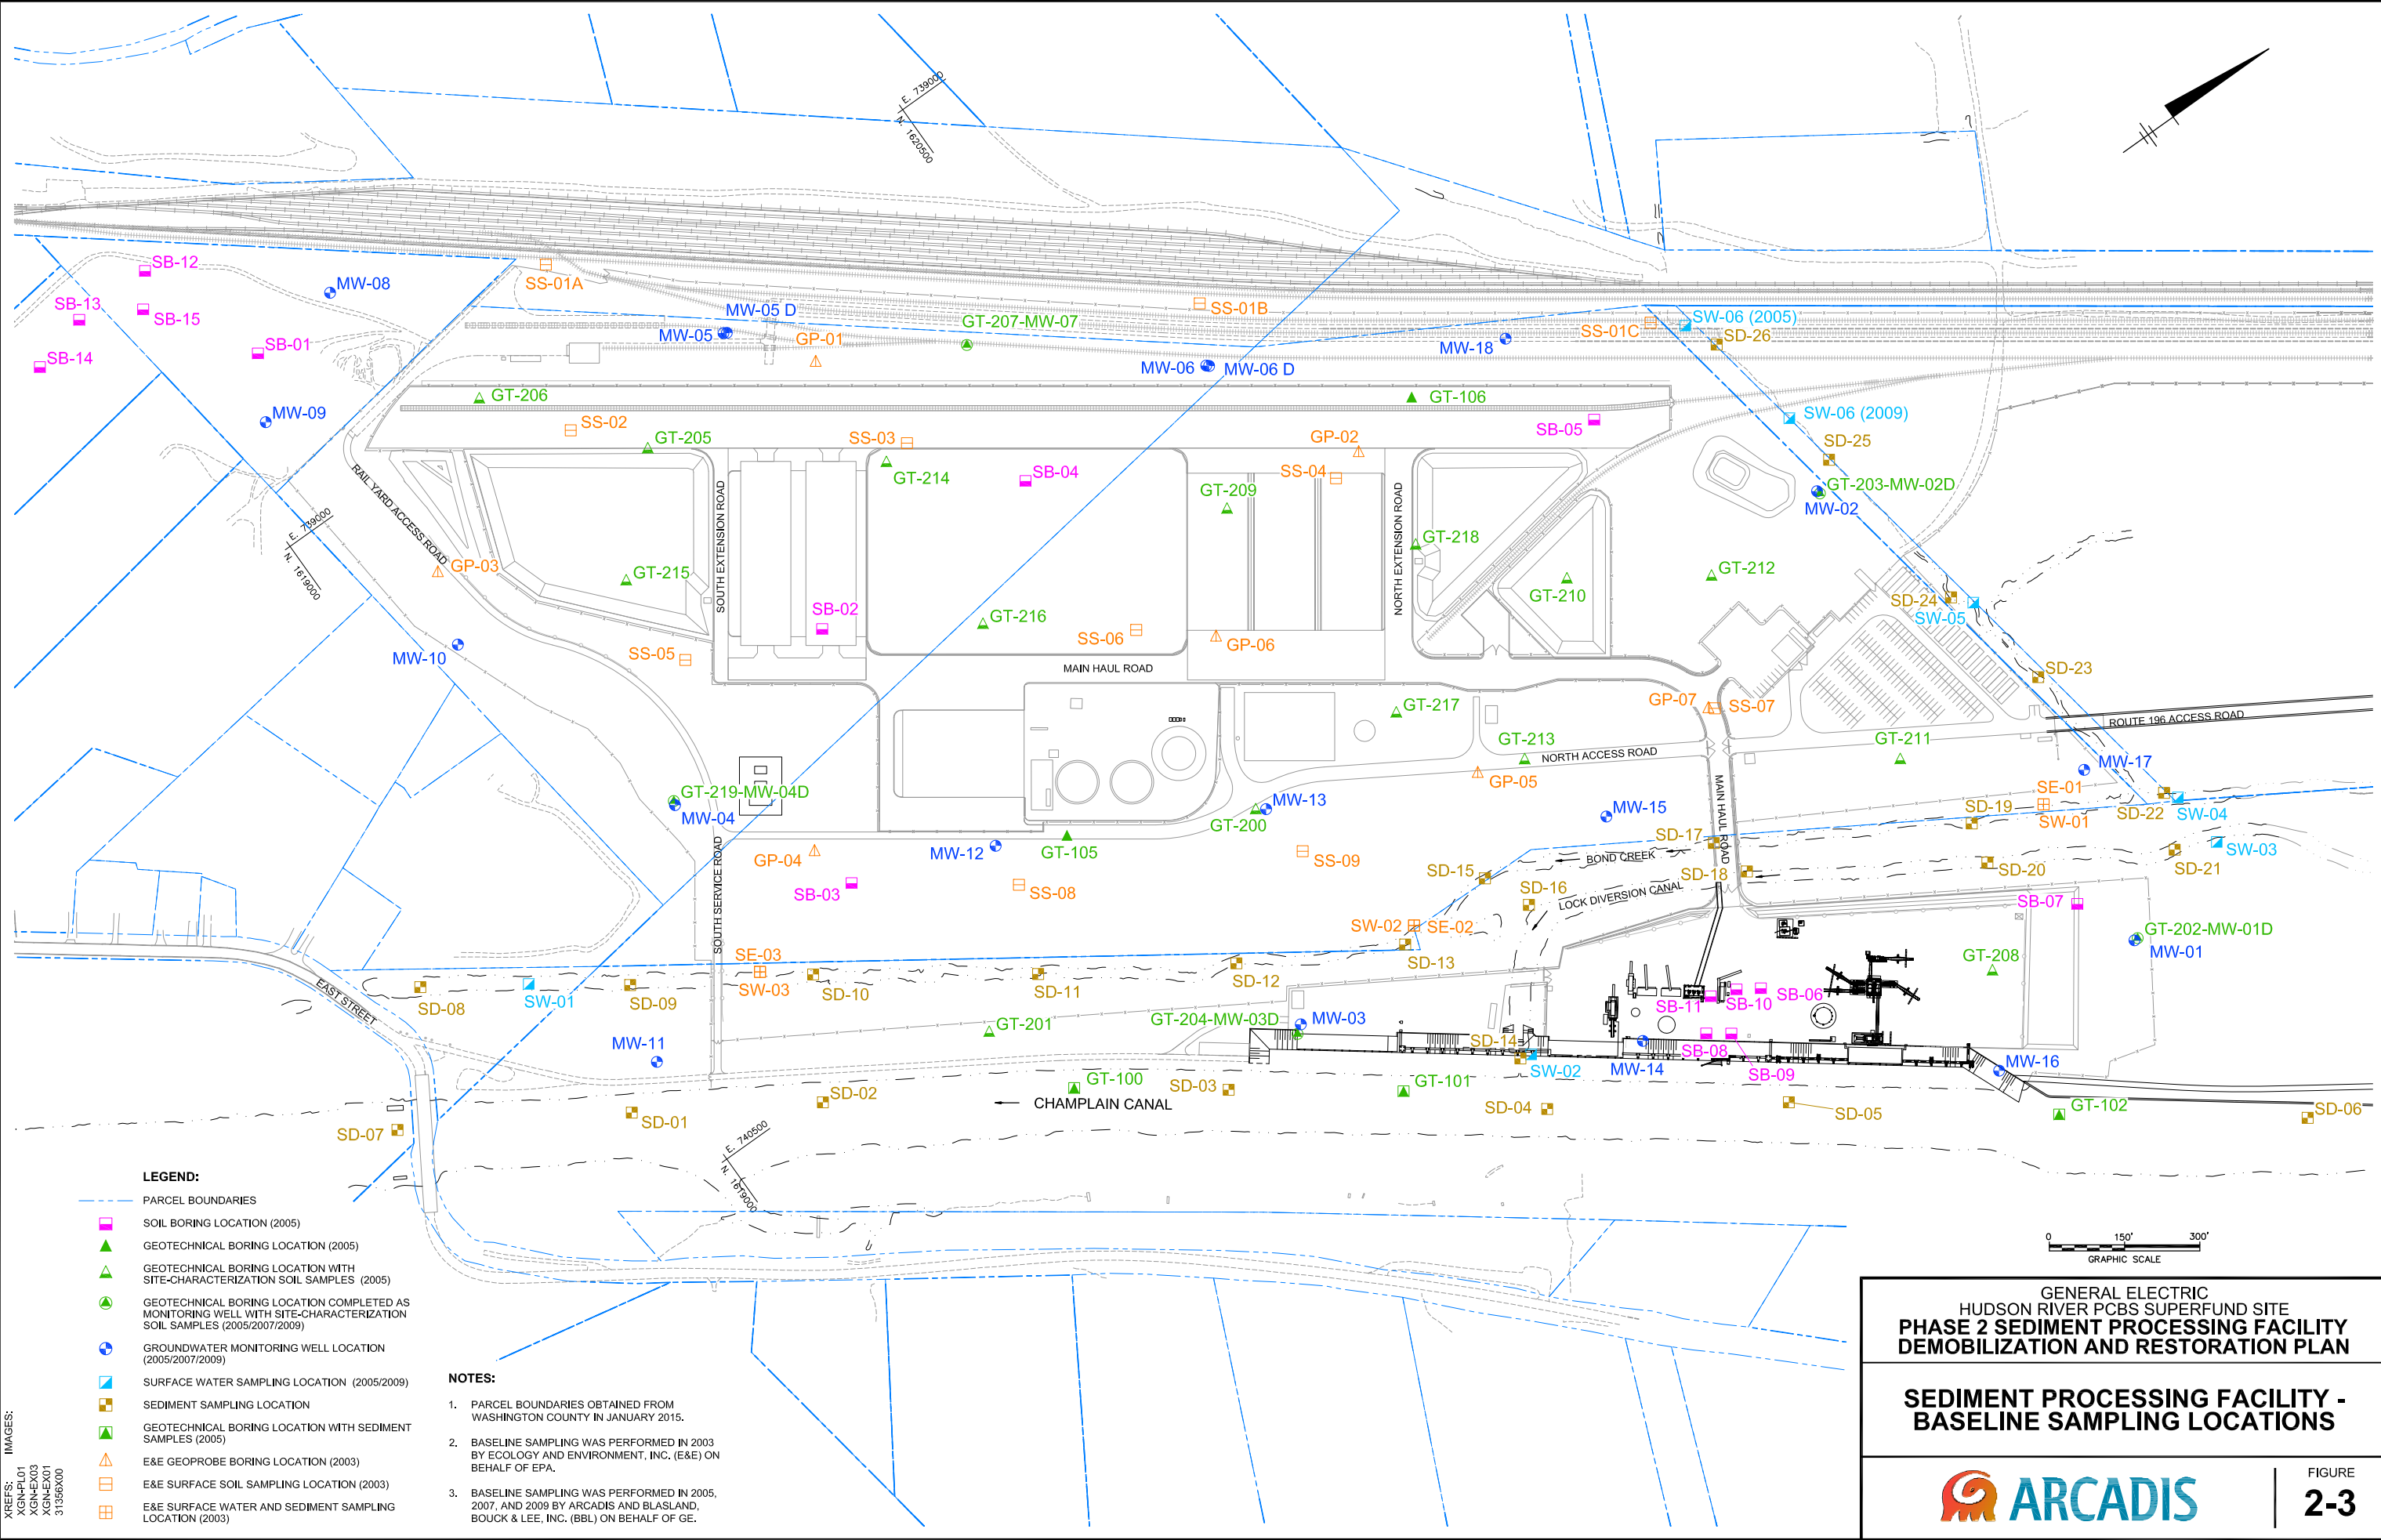 E. 739000
N. 1620500
SB-12
MW-08
SS-01A
SB-13
SB-15
MW-05 D
SS-01B
GT-207-MW-07
SW-06 (2005)
SS-01C
MW-05
GP-01
MW-18
SD-26
SB-01
SB-14
MW-06
MW-06 D
GT-206
GT-106
MW-09
SS-02
SW-06 (2009)
SB-05
GT-205
SS-03
GP-02
SD-25
RAIL YARD ACCESS ROAD
GT-214
SB-04
SS-04
GT-203-MW-02D
GT-209
MW-02
SOUTH EXTENSION ROAD
NORTH EXTENSION ROAD
E. 739000
N. 1619000
GT-218
GP-03
GT-215
GT-212
GT-210
SD-24
SB-02
GT-216
SW-05
SS-06
GP-06
MW-10
SS-05
MAIN HAUL ROAD
SD-23
GT-217
GP-07
SS-07
ROUTE 196 ACCESS ROAD
GT-213
GT-211
NORTH ACCESS ROAD
MW-17
GP-05
MAIN HAUL ROAD
SE-01
GT-219-MW-04D
MW-13
MW-15
SD-19
MW-04
GT-200
SW-01
SD-22
SW-04
SD-17
MW-12
GT-105
GP-04
SS-09
BOND CREEK
SW-03
SD-15
SD-18
SD-20
SD-21
SB-03
SS-08
SD-16
LOCK DIVERSION CANAL
SOUTH SERVICE ROAD
SB-07
SW-02
SE-02
GT-202-MW-01D
SE-03
SD-13
GT-208
MW-01
SW-03
SD-10
SD-11
SD-12
EAST STREET
SD-08
SW-01
SD-09
SB-11
SB-10
SB-06
GT-201
GT-204-MW-03D
MW-03
SD-14
MW-11
SB-08
SW-02
MW-14
SB-09
MW-16
GT-100
SD-03
GT-101
SD-02
CHAMPLAIN CANAL
SD-04
SD-05
GT-102
SD-06
SD-01
SD-07
E. 740500
N. 1619000
LEGEND:
PARCEL BOUNDARIES
SOIL BORING LOCATION (2005)
GEOTECHNICAL BORING LOCATION (2005)
GEOTECHNICAL BORING LOCATION WITH
SITE-CHARACTERIZATION SOIL SAMPLES (2005)
GEOTECHNICAL BORING LOCATION COMPLETED AS
MONITORING WELL WITH SITE-CHARACTERIZATION
SOIL SAMPLES (2005/2007/2009)
GROUNDWATER MONITORING WELL LOCATION
(2005/2007/2009)
SURFACE WATER SAMPLING LOCATION (2005/2009)
SEDIMENT SAMPLING LOCATION
GEOTECHNICAL BORING LOCATION WITH SEDIMENT
SAMPLES (2005)
E&E GEOPROBE BORING LOCATION (2003)
E&E SURFACE SOIL SAMPLING LOCATION (2003)
E&E SURFACE WATER AND SEDIMENT SAMPLING
LOCATION (2003)
NOTES:
1. PARCEL BOUNDARIES OBTAINED FROM
WASHINGTON COUNTY IN JANUARY 2015.
2. BASELINE SAMPLING WAS PERFORMED IN 2003
BY ECOLOGY AND ENVIRONMENT, INC. (E&E) ON
BEHALF OF EPA.
3. BASELINE SAMPLING WAS PERFORMED IN 2005,
2007, AND 2009 BY ARCADIS AND BLASLAND,
BOUCK & LEE, INC. (BBL) ON BEHALF OF GE.
XREFS:
XGN-PL01
XGN-EX03
XGN-EX01
31356X00
IMAGES:
0 150' 300'
GRAPHIC SCALE
GENERAL ELECTRIC
HUDSON RIVER PCBS SUPERFUND SITE
PHASE 2 SEDIMENT PROCESSING FACILITY
DEMOBILIZATION AND RESTORATION PLAN
SEDIMENT PROCESSING FACILITY -
BASELINE SAMPLING LOCATIONS
ARCADIS
FIGURE
2-3